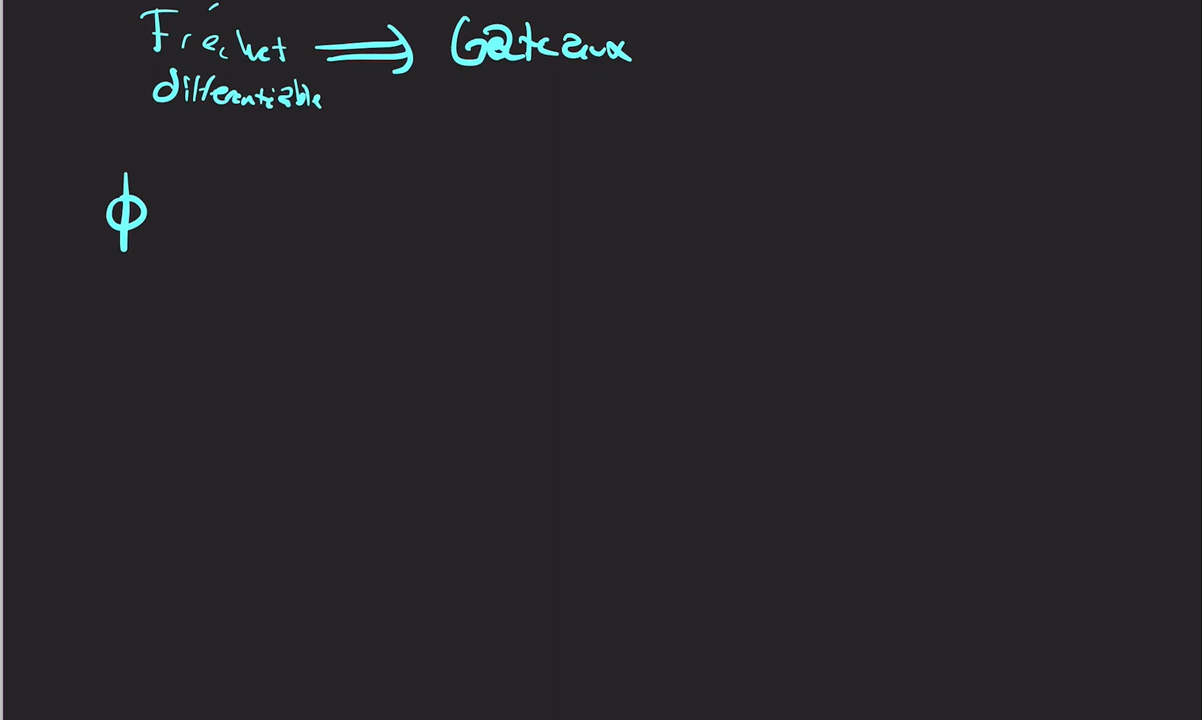 Fréchet ⟹ Gateaux
differentiable
ϕ